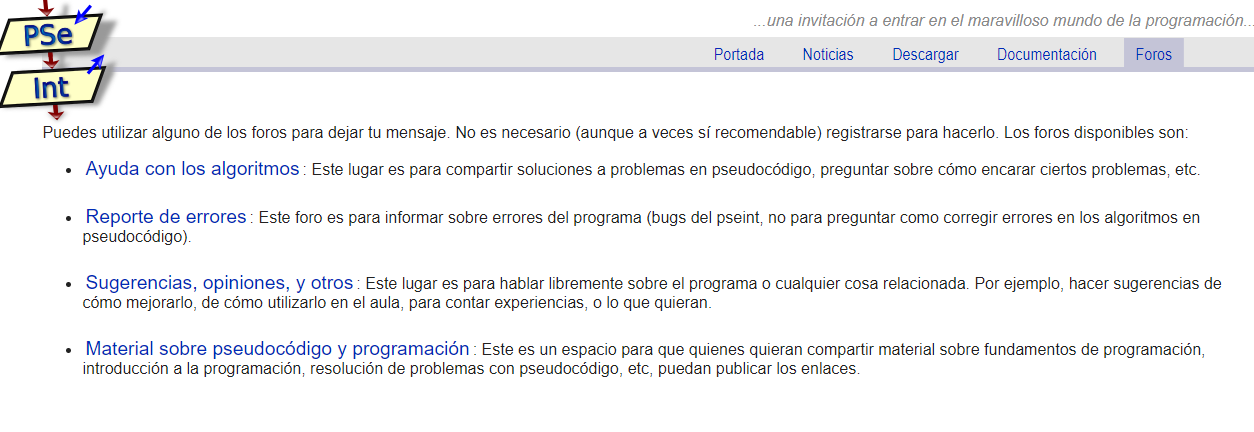 PSe
Int
...una invitación a entrar en el maravilloso mundo de la programación...
Portada Noticias Descargar Documentación Foros
Puedes utilizar alguno de los foros para dejar tu mensaje. No es necesario (aunque a veces sí recomendable) registrarse para hacerlo. Los foros disponibles son:
• Ayuda con los algoritmos : Este lugar es para compartir soluciones a problemas en pseudocódigo, preguntar sobre cómo encarar ciertos problemas, etc.
• Reporte de errores : Este foro es para informar sobre errores del programa (bugs del pseint, no para preguntar como corregir errores en los algoritmos en
pseudocódigo).
• Sugerencias, opiniones, y otros : Este lugar es para hablar libremente sobre el programa o cualquier cosa relacionada. Por ejemplo, hacer sugerencias de
cómo mejorarlo, de cómo utilizarlo en el aula, para contar experiencias, o lo que quieran.
• Material sobre pseudocódigo y programación : Este es un espacio para que quienes quieran compartir material sobre fundamentos de programación,
introducción a la programación, resolución de problemas con pseudocódigo, etc, puedan publicar los enlaces.